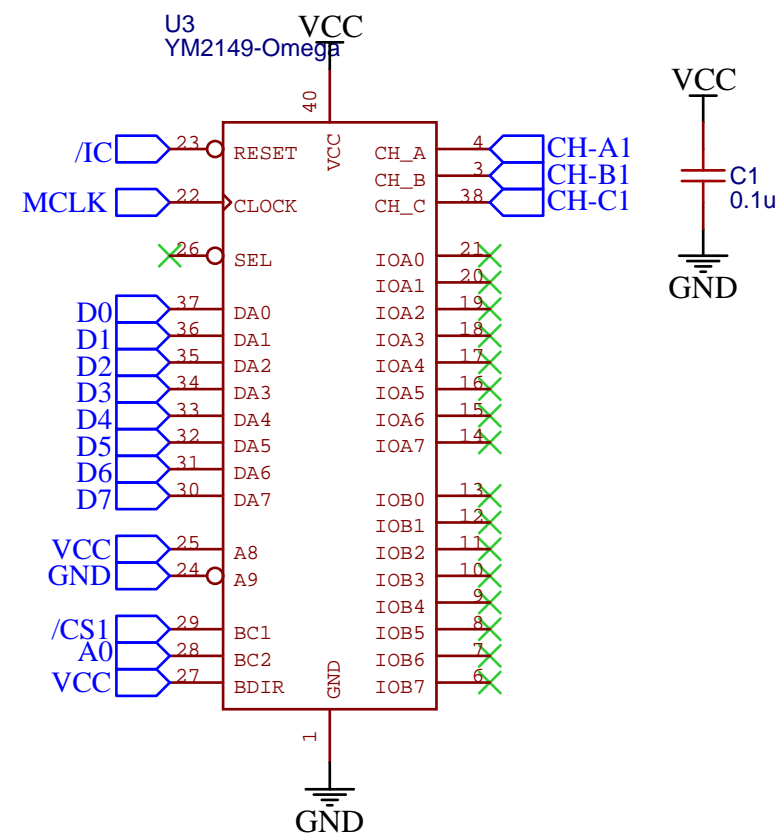 U3
VCC
YM2149-Omega
40
VCC
/IC 23 RESET CH_A 4 CH-A1
CH_B 3 CH-B1
MCLK 22 CLOCK CH_C 38 CH-C1
26 SEL IOA0 21
IOA1 20
D0 37 DA0 IOA2 19
D1 36 DA1 IOA3 18
D2 35 DA2 IOA4 17
D3 34 DA3 IOA5 16
D4 33 DA4 IOA6 15
D5 32 DA5 IOA7 14
D6 31 DA6
D7 30 DA7 IOB0 13
IOB1 12
VCC 25 A8 IOB2 11
GND 24 A9 IOB3 10
IOB4 9
/CS1 29 BC1 IOB5 8
A0 28 BC2 IOB6 7
VCC 27 BDIR IOB7 6
GND
1
GND
VCC
C1
0.1u
GND